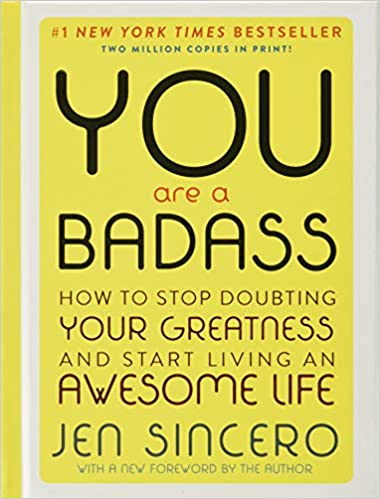 #1 NEW YORK TIMES BESTSELLER
TWO MILLION COPIES IN PRINT!
YOU
are a
BADASS
HOW TO STOP DOUBTING
YOUR GREATNESS
AND START LIVING AN
AWESOME LIFE
JEN SINCERO
WITH A NEW FOREWORD BY THE AUTHOR